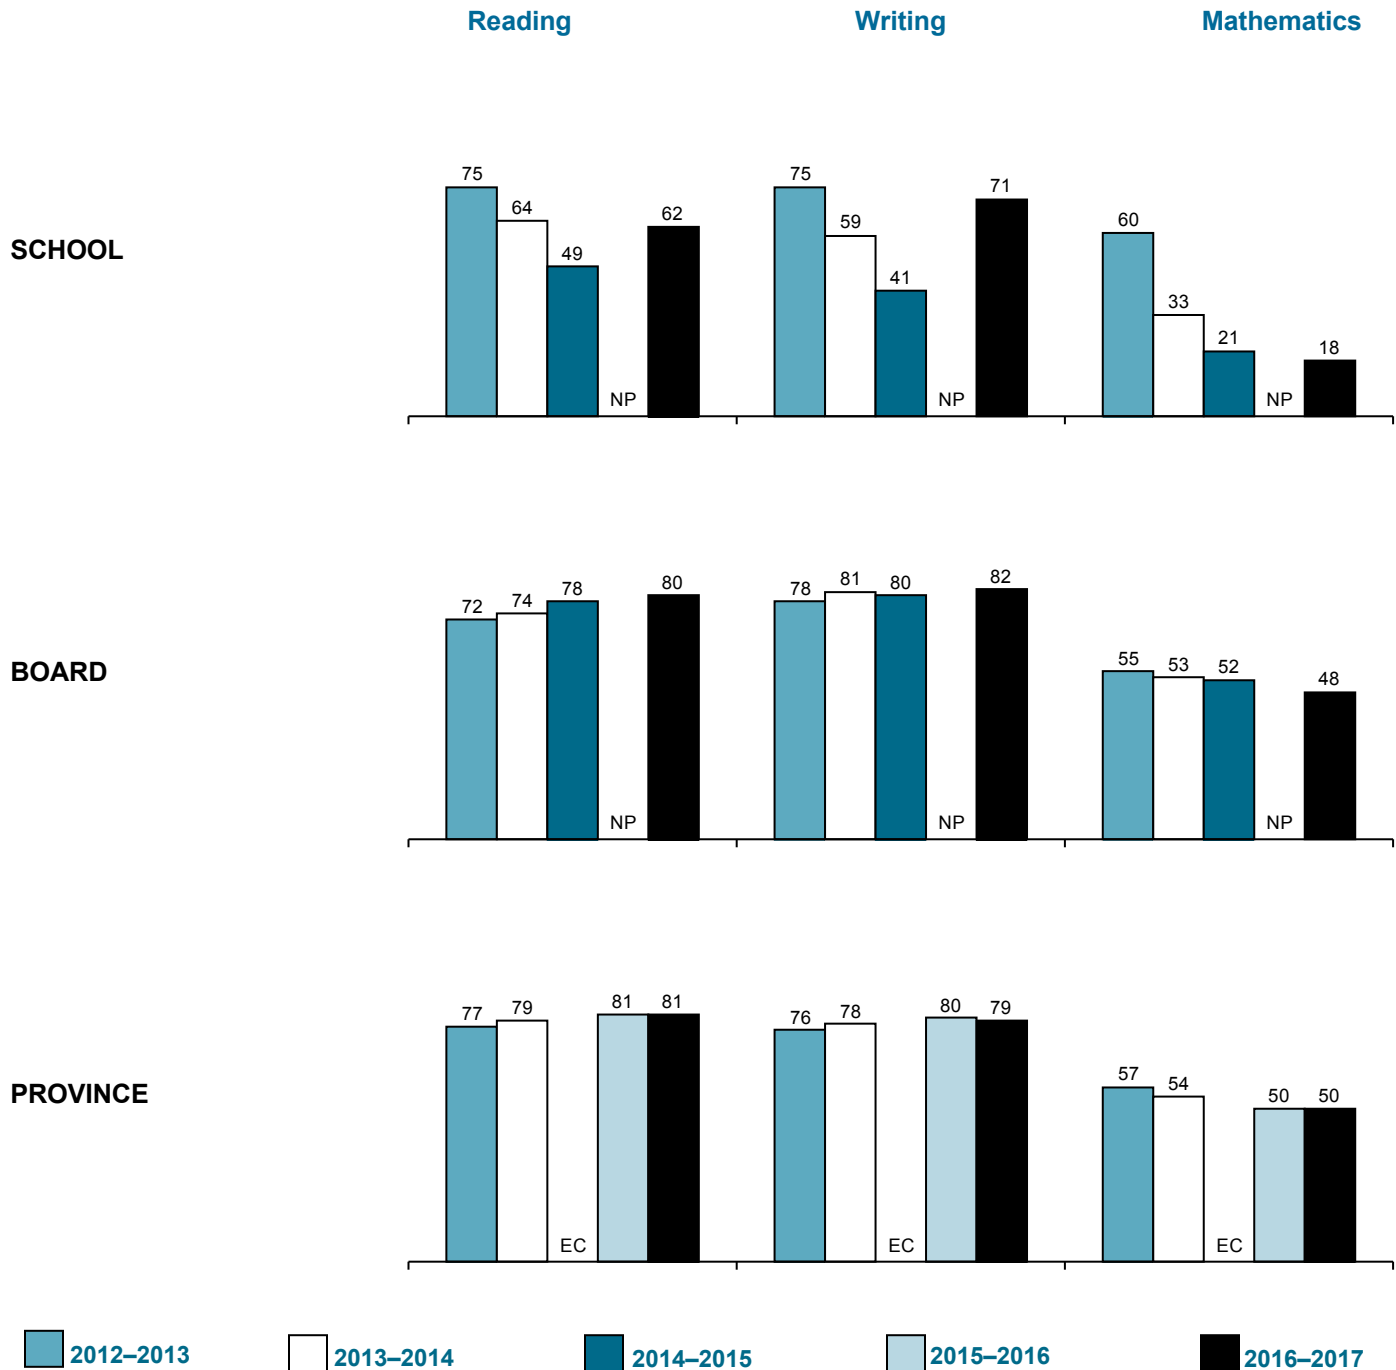 Reading Writing Mathematics
SCHOOL
75 64 49 NP 62 75 59 41 NP 71 60 33 21 NP 18
BOARD
72 74 78 NP 80 78 81 80 NP 82 55 53 52 NP 48
PROVINCE
77 79 EC 81 81 76 78 EC 80 79 57 54 EC 50 50
2012–2013 2013–2014 2014–2015 2015–2016 2016–2017